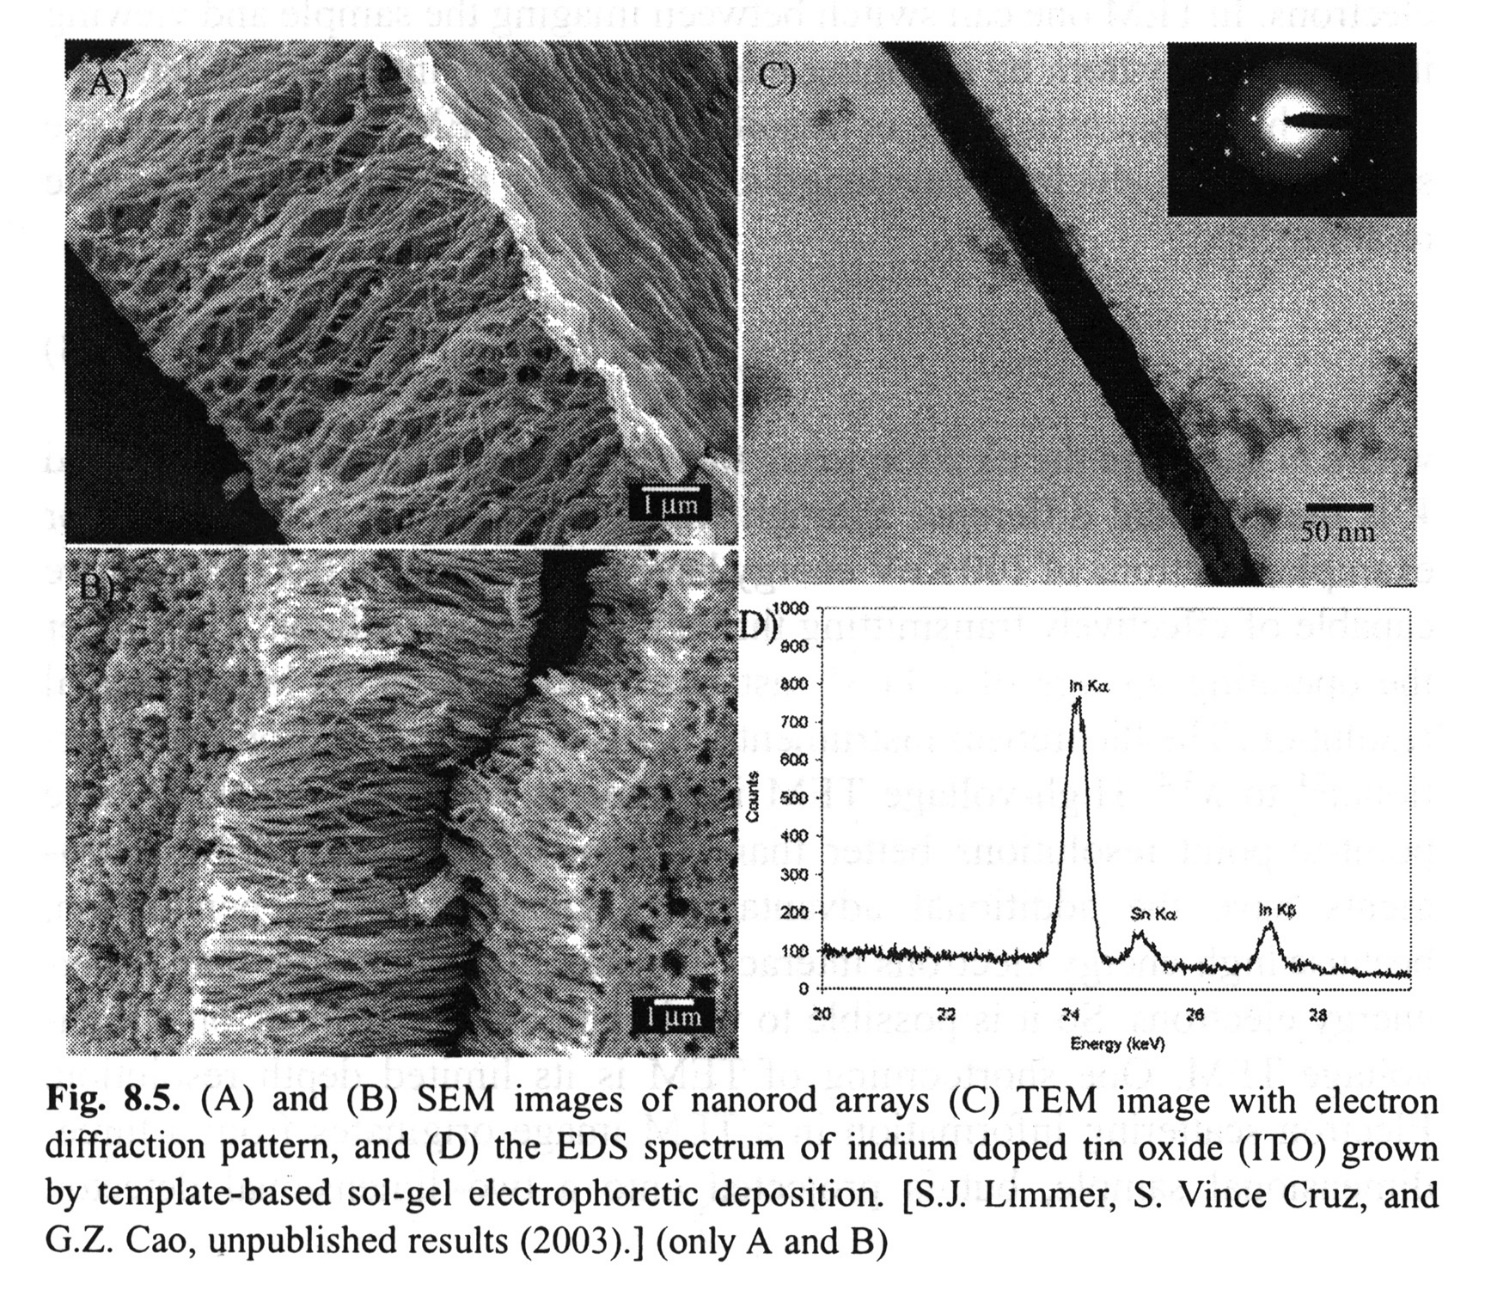 A)
1 μm
B)
1 μm
C)
50 nm
D)
1000
900
800
700
600
500
400
300
200
100
0
Counts
In Kα
Sn Kα
In Kβ
20 22 24 26 28
Energy (keV)
Fig. 8.5. (A) and (B) SEM images of nanorod arrays (C) TEM image with electron
diffraction pattern, and (D) the EDS spectrum of indium doped tin oxide (ITO) grown
by template-based sol-gel electrophoretic deposition. [S.J. Limmer, S. Vince Cruz, and
G.Z. Cao, unpublished results (2003).] (only A and B)